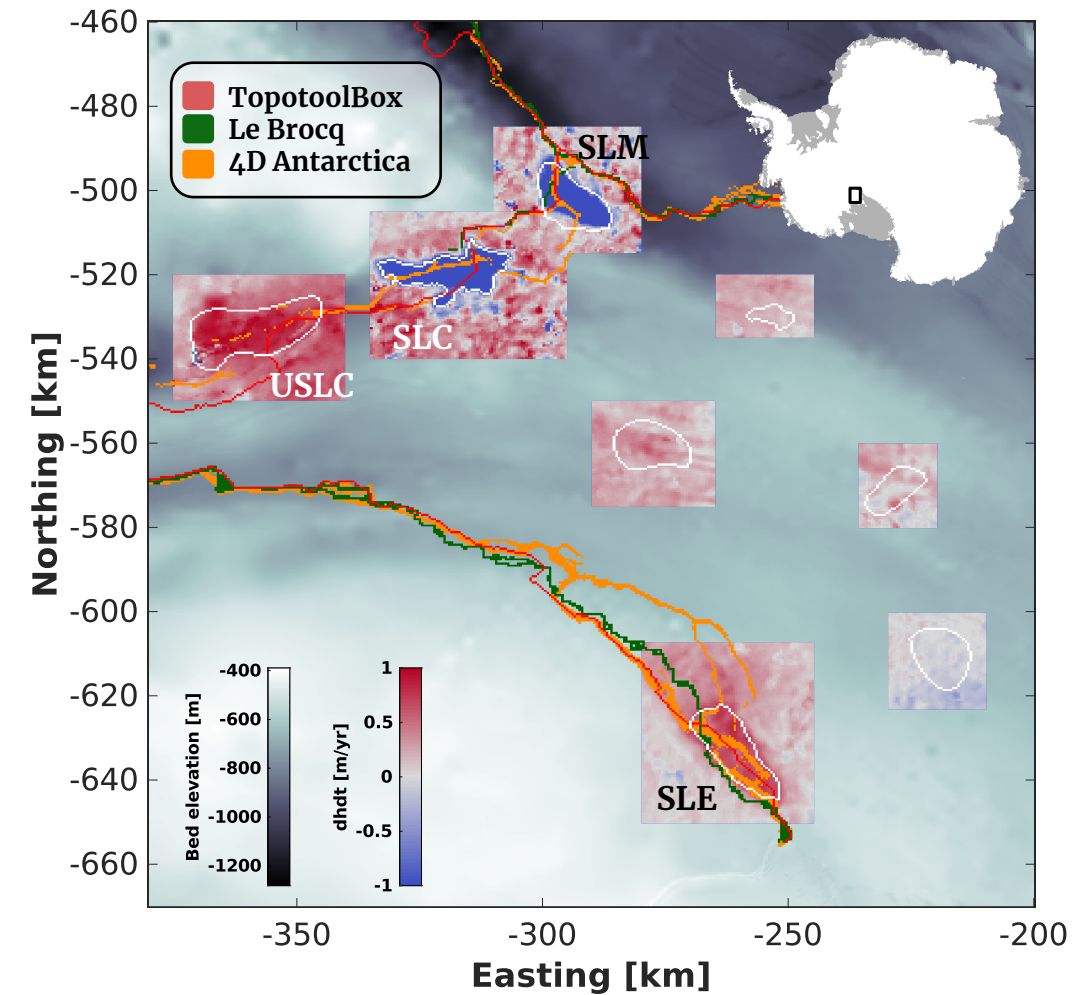 -460
-480
-500
-520
-540
-560
-580
-600
-620
-640
-660
Northing [km]
TopotoolBox
Le Brocq
4D Antarctica
SLM
SLC
USLC
SLE
Bed elevation [m]
-400
-600
-800
-1000
-1200
dhdt [m/yr]
1
0.5
0
-0.5
-1
-350
-300
-250
-200
Easting [km]